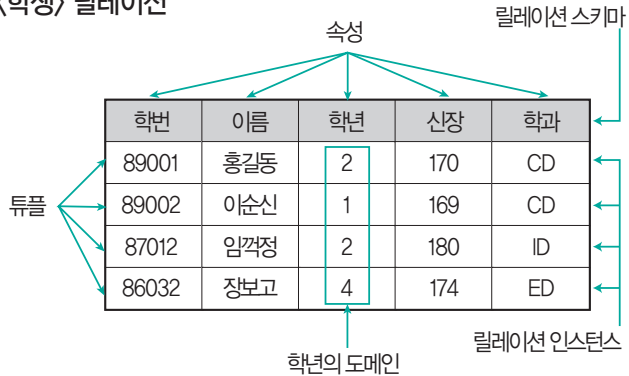 〈학생〉 릴레이션
릴레이션 스키마
속성
학번 이름 학년 신장 학과
89001 홍길동 2 170 CD
89002 이순신 1 169 CD
87012 임꺽정 2 180 ID
86032 장보고 4 174 ED
튜플
릴레이션 인스턴스
학년의 도메인